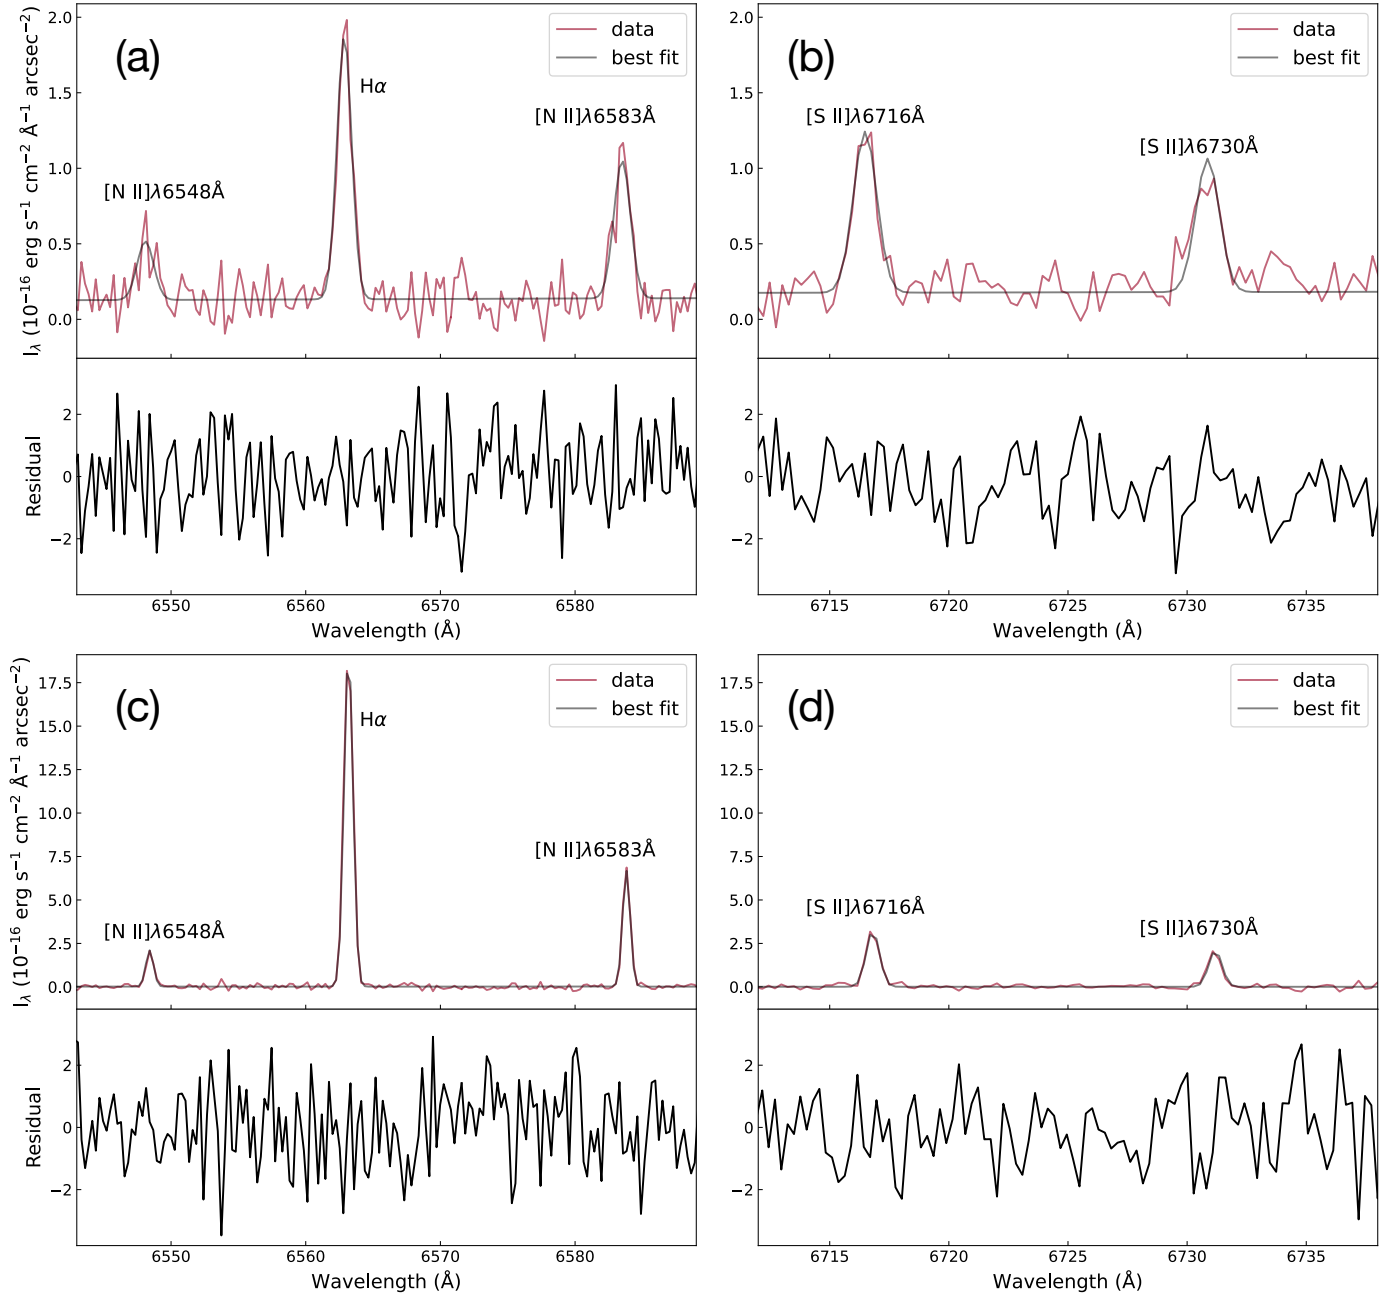 (a)
I_λ (10⁻¹⁶ erg s⁻¹ cm⁻² Å⁻¹ arcsec⁻²)
2.0
1.5
1.0
0.5
0.0
data
best fit
[N II]λ6548Å
Hα
[N II]λ6583Å
Residual
2
0
−2
6550
6560
6570
6580
Wavelength (Å)
(b)
2.0
1.5
1.0
0.5
0.0
data
best fit
[S II]λ6716Å
[S II]λ6730Å
2
0
−2
6715
6720
6725
6730
6735
Wavelength (Å)
(c)
I_λ (10⁻¹⁶ erg s⁻¹ cm⁻² Å⁻¹ arcsec⁻²)
17.5
15.0
12.5
10.0
7.5
5.0
2.5
0.0
data
best fit
[N II]λ6548Å
Hα
[N II]λ6583Å
Residual
2
0
−2
6550
6560
6570
6580
Wavelength (Å)
(d)
17.5
15.0
12.5
10.0
7.5
5.0
2.5
0.0
data
best fit
[S II]λ6716Å
[S II]λ6730Å
2
0
−2
6715
6720
6725
6730
6735
Wavelength (Å)